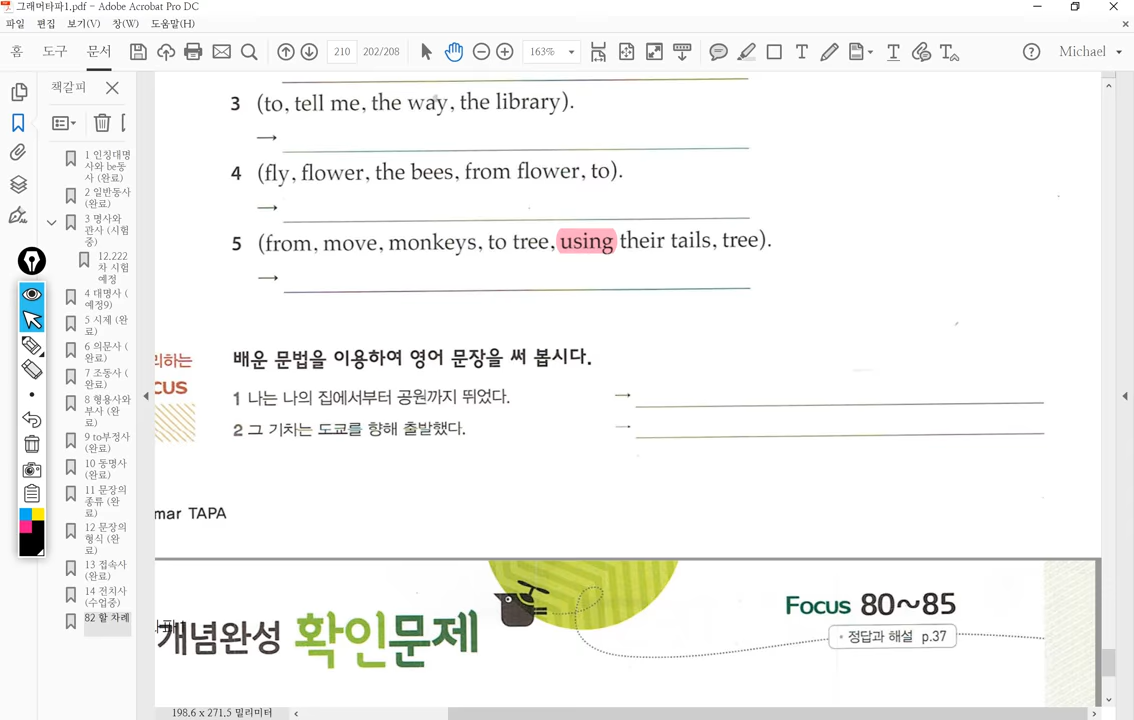 그래머타파1.pdf - Adobe Acrobat Pro DC
파일 편집 보기(V) 창(W) 도움말(H)
홈 도구 문서 210 202/208 163% Michael
책갈피
1 인칭대명
사와 be동
사 (완료)
2 일반동사
(완료)
3 명사와
관사 (시험
중)
12.222
차 시험
예정
4 대명사 (
예정9)
5 시제 (완
료)
6 의문사 (
완료)
7 조동사 (
완료)
8 형용사와
부사 (완
료)
9 to부정사
(완료)
10 동명사
(완료)
11 문장의
종류 (완
료)
12 문장의
형식 (완
료)
13 접속사
(완료)
14 전치사
(수업중)
82 할 차례
3 (to, tell me, the way, the library).
→
4 (fly, flower, the bees, from flower, to).
→
5 (from, move, monkeys, to tree, using their tails, tree).
→
리하는
CUS
배운 문법을 이용하여 영어 문장을 써 봅시다.
1 나는 나의 집에서부터 공원까지 뛰었다. →
2 그 기차는 도쿄를 향해 출발했다. →
mar TAPA
개념완성 확인문제
Focus 80~85
• 정답과 해설 p.37
198.6 x 271.5 밀리미터